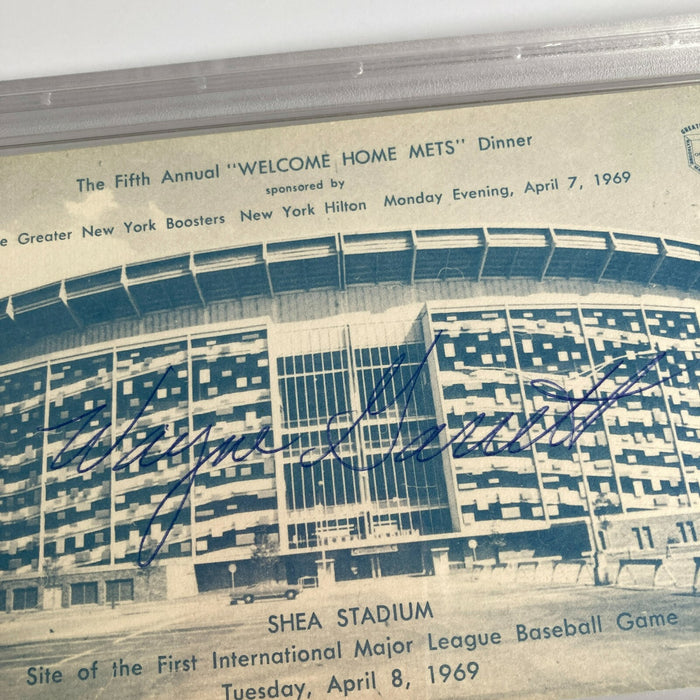 The Fifth Annual "WELCOME HOME METS" Dinner
sponsored by
e Greater New York Boosters New York Hilton Monday Evening, April 7, 1969
Wayne Garrett
SHEA STADIUM
Site of the First International Major League Baseball Game
Tuesday, April 8, 1969